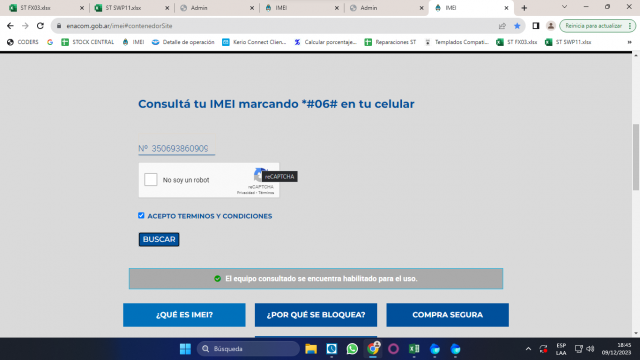 ST FX03.xlsx
ST SWP11.xlsx
Admin
IMEI
Admin
IMEI
enacom.gob.ar/imei#contenedorSite
Reinicia para actualizar
CODERS
STOCK CENTRAL
IMEI
Detalle de operación
Kerio Connect Clien...
Calcular porcentaje...
Reparaciones ST
Templados Compati...
ST FX03.xlsx
ST SWP11.xlsx
Consultá tu IMEI marcando *#06# en tu celular
Nº 35069386090
No soy un robot
reCAPTCHA
reCAPTCHA
Privacidad - Términos
ACEPTO TERMINOS Y CONDICIONES
BUSCAR
El equipo consultado se encuentra habilitado para el uso.
¿QUÉ ES IMEI?
¿POR QUÉ SE BLOQUEA?
COMPRA SEGURA
Búsqueda
ESP
LAA
18:45
09/12/2023